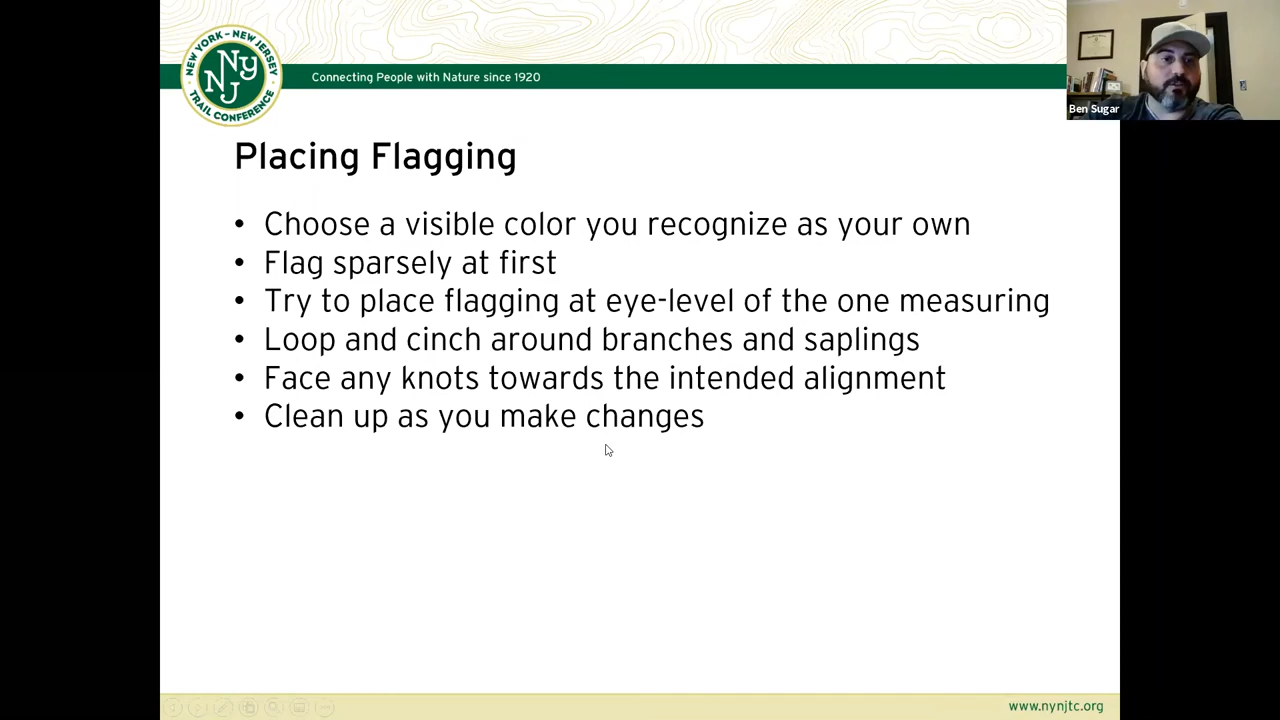 NEW YORK – NEW JERSEY
NY
NJ
TRAIL CONFERENCE
Connecting People with Nature since 1920
Ben Sugar
Placing Flagging
• Choose a visible color you recognize as your own
• Flag sparsely at first
• Try to place flagging at eye-level of the one measuring
• Loop and cinch around branches and saplings
• Face any knots towards the intended alignment
• Clean up as you make changes
www.nynjtc.org